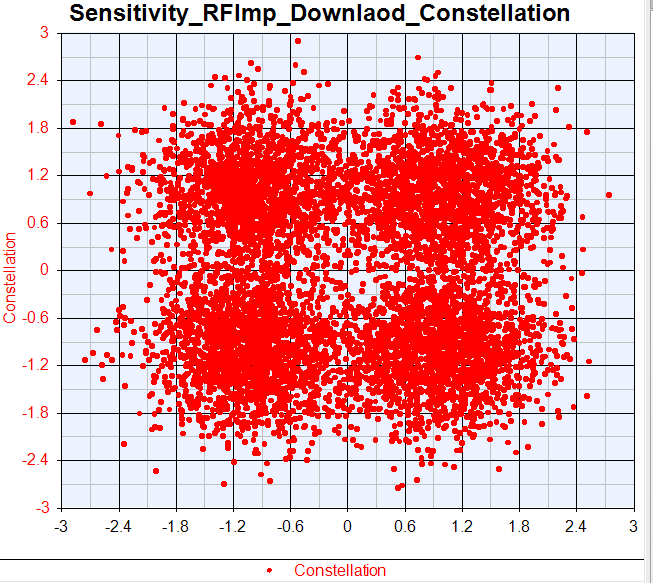 Sensitivity_RFImp_Downlaod_Constellation
3
2.4
1.8
1.2
0.6
0
-0.6
-1.2
-1.8
-2.4
-3
Constellation
-3 -2.4 -1.8 -1.2 -0.6 0 0.6 1.2 1.8 2.4 3
Constellation